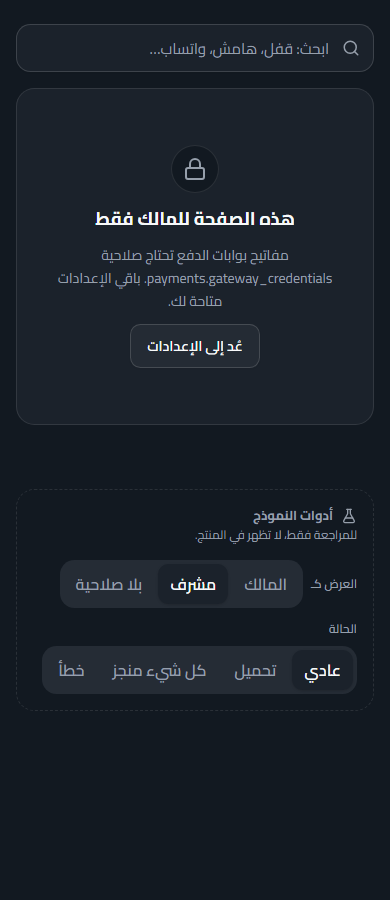 ابحث: قفل، هامش، واتساب...
هذه الصفحة للمالك فقط
مفاتيح بوابات الدفع تحتاج صلاحية
payments.gateway_credentials. باقي الإعدادات
متاحة لك.
عُد إلى الإعدادات
أدوات النموذج
للمراجعة فقط، لا تظهر في المنتج.
العرض كـ
المالك مشرف بلا صلاحية
الحالة
عادي تحميل كل شيء منجز خطأ